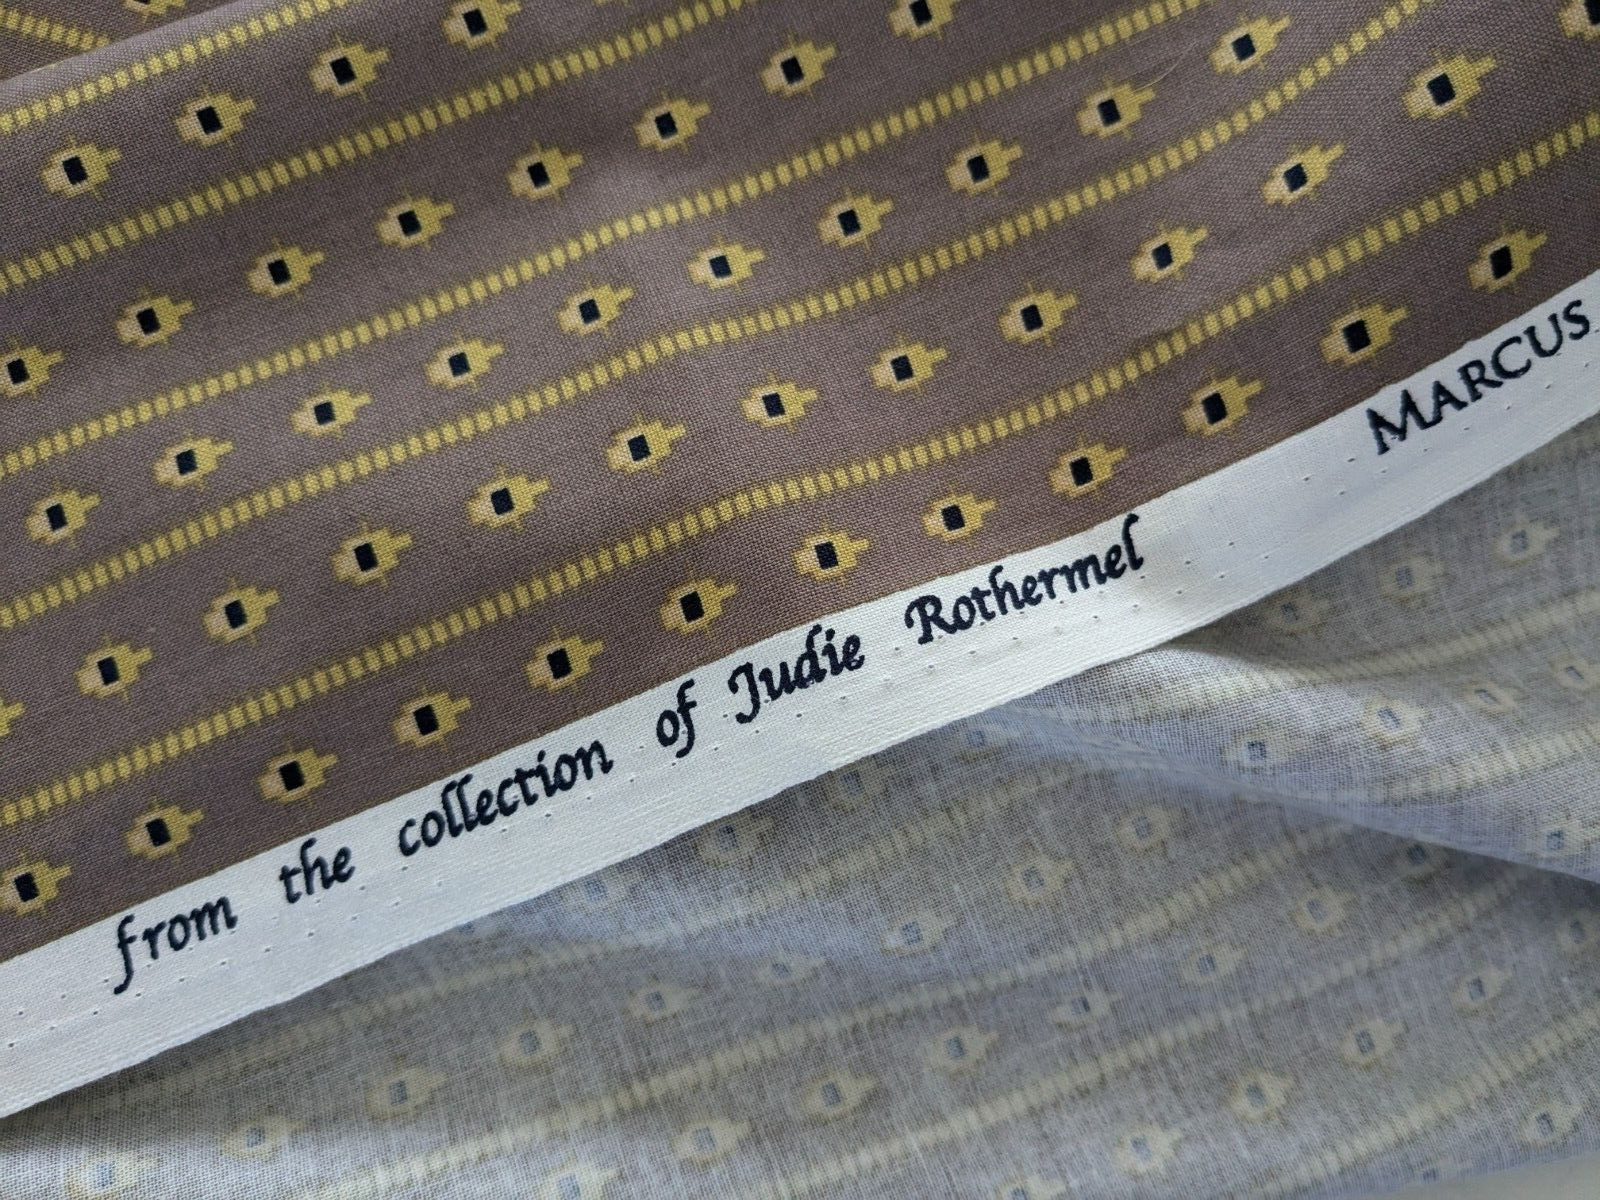 from the collection of Judie Rothermel MARCUS